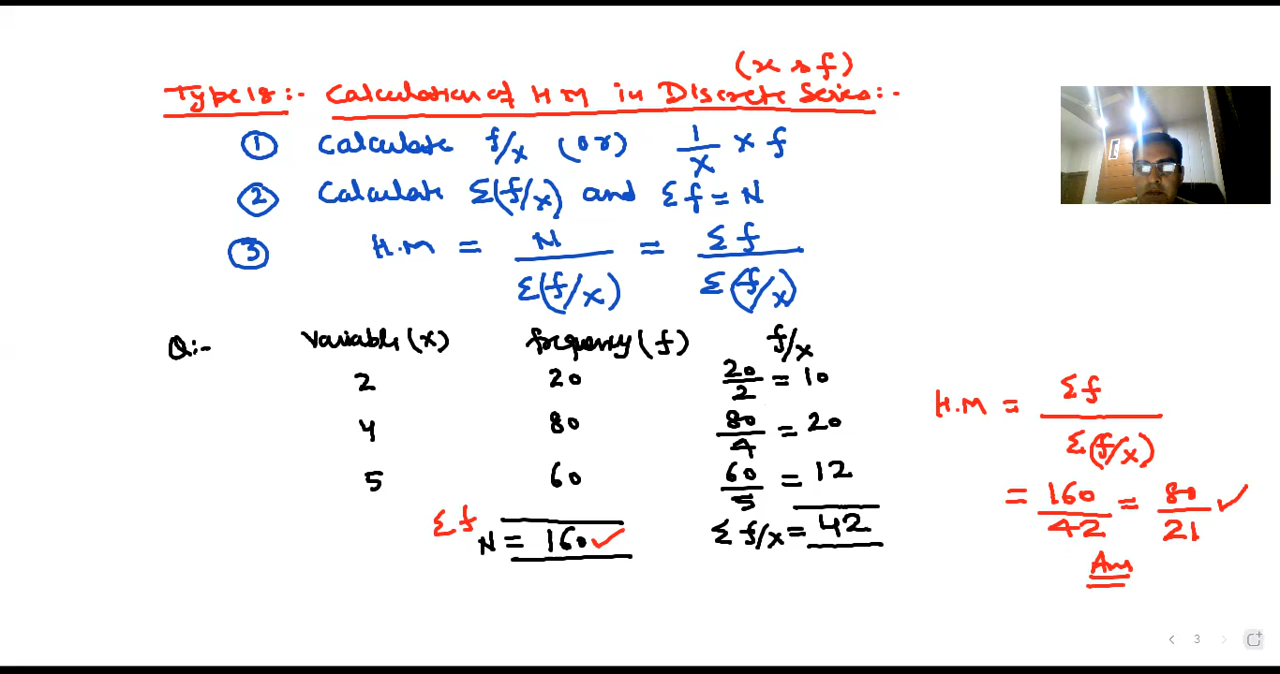 (x & f)
Type 18:- Calculation of H M in Discrete Series:-
① Calculate f/x (or) 1/x × f
② Calculate Σ(f/x) and Σf = N
③ H.M = N/Σ(f/x) = Σf/Σ(f/x)
Q:- Variable (x) frequency (f) f/x
2 20 20/2 = 10
4 80 80/4 = 20
5 60 60/5 = 12
Σf N = 160 ✓ Σ f/x = 42
H.M = Σf/Σ(f/x)
= 160/42 = 80/21 ✓
Ans
< 3 >